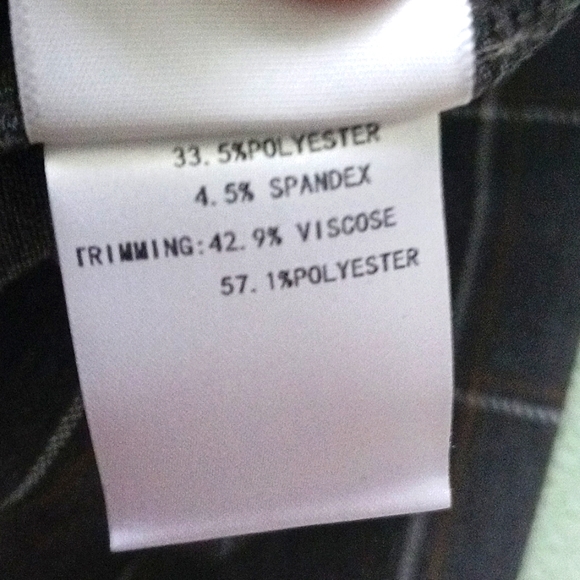 33.5%POLYESTER
4.5% SPANDEX
TRIMMING:42.9% VISCOSE
57.1%POLYESTER